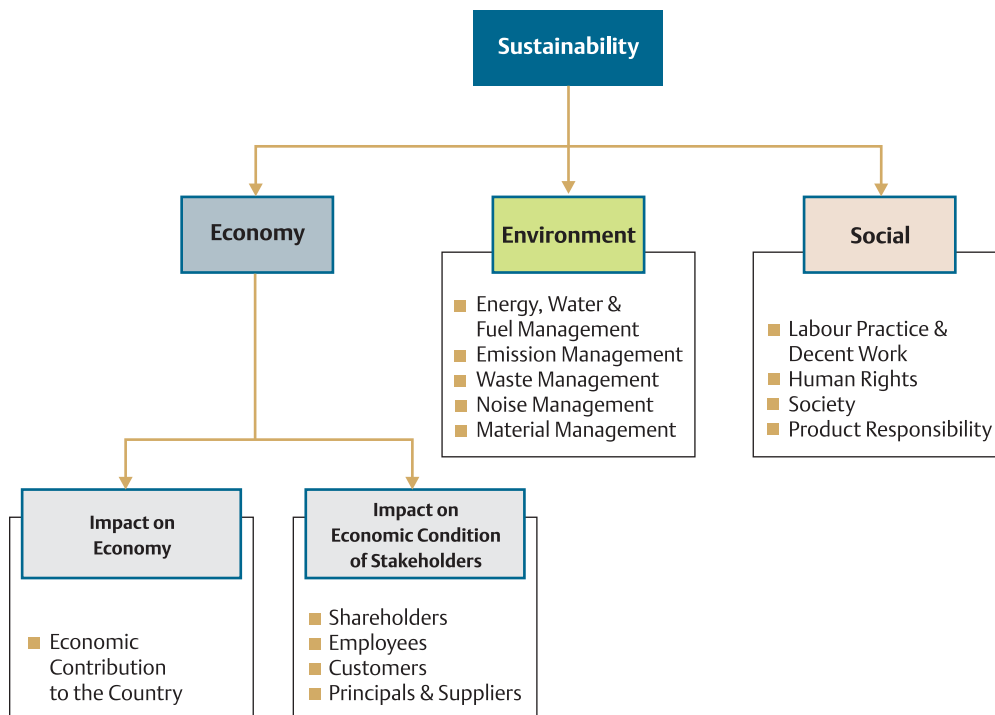 Sustainability
Economy
Environment
Energy, Water &
Fuel Management
Emission Management
Waste Management
Noise Management
Material Management
Social
Labour Practice &
Decent Work
Human Rights
Society
Product Responsibility
Impact on
Economy
Economic
Contribution
to the Country
Impact on
Economic Condition
of Stakeholders
Shareholders
Employees
Customers
Principals & Suppliers